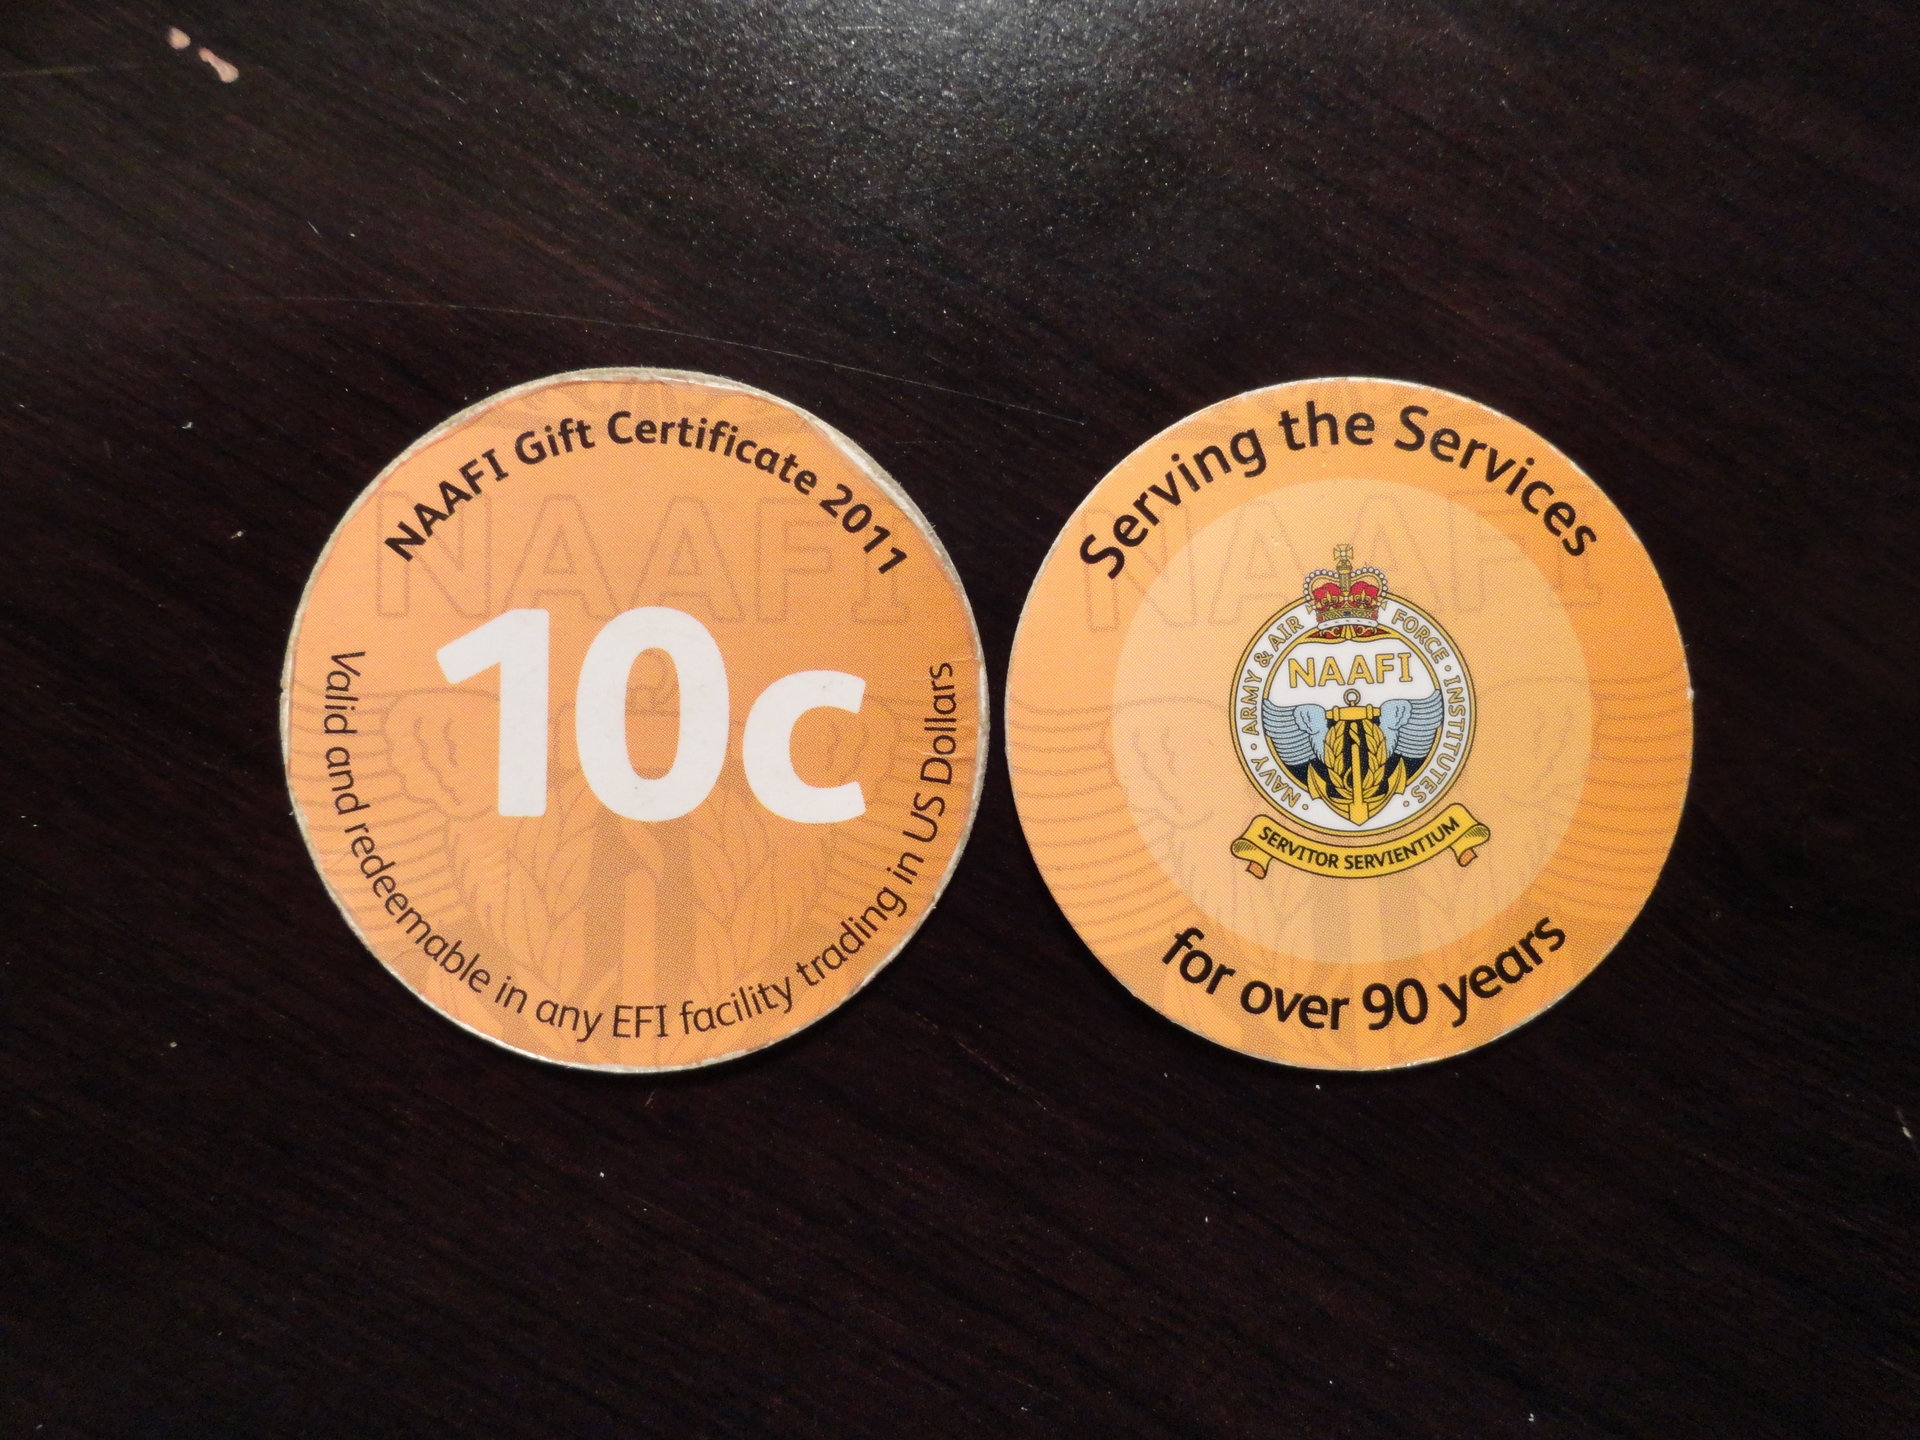 NAAFI Gift Certificate 2011
NAAFI
10c
Valid and redeemable in any EFI facility trading in US Dollars
Serving the Services
NAAFI
NAVY · ARMY & AIR FORCE · INSTITUTES ·
NAAFI
SERVITOR SERVIENTIUM
for over 90 years